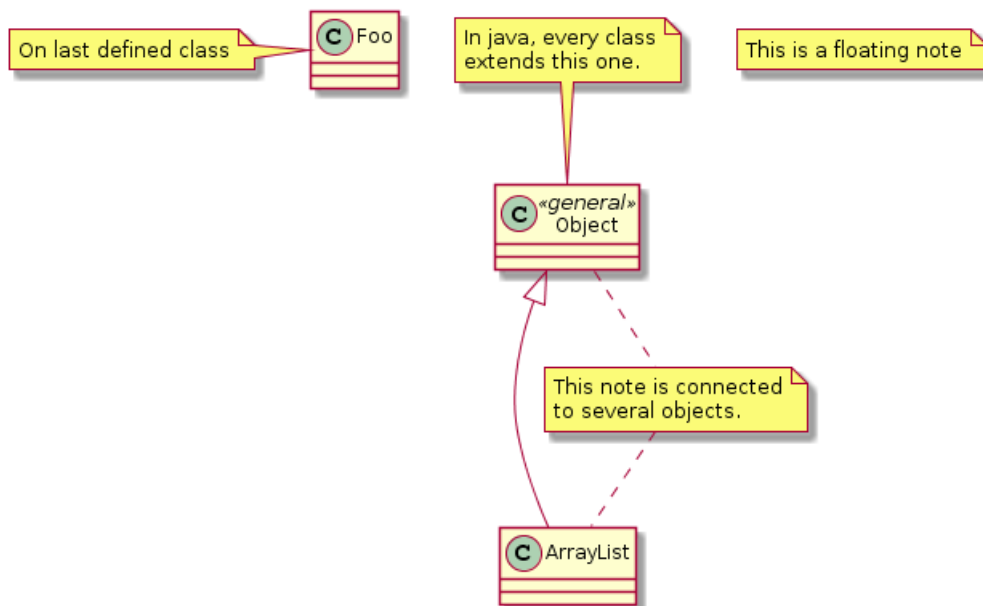 On last defined class
C Foo
In java, every class
extends this one.
This is a floating note
C «general»
Object
This note is connected
to several objects.
C ArrayList